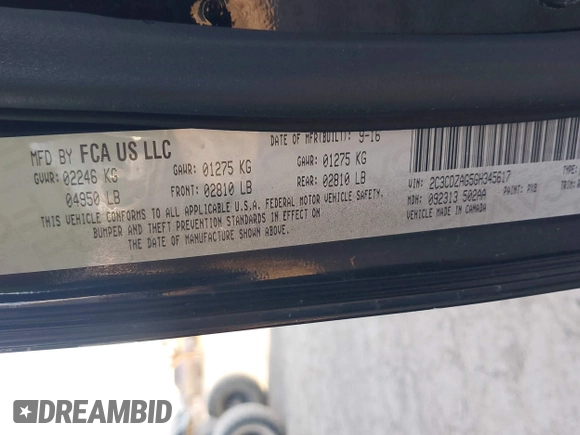 MFD BY FCA US LLC
DATE OF MFR(BUILT): 9-16
GVWR: 02246 KG
04950 LB
GAWR: 01275 KG
FRONT: 02810 LB
GAWR: 01275 KG
REAR: 02810 LB
THIS VEHICLE CONFORMS TO ALL APPLICABLE U.S.A. FEDERAL MOTOR VEHICLE SAFETY,
BUMPER AND THEFT PREVENTION STANDARDS IN EFFECT ON
THE DATE OF MANUFACTURE SHOWN ABOVE.
VIN: 2C3CDZAG5GH345617
TYPE:
MDH: 092313 502AA
PAINT: PXB
VEHICLE MADE IN CANADA
DREAMBID